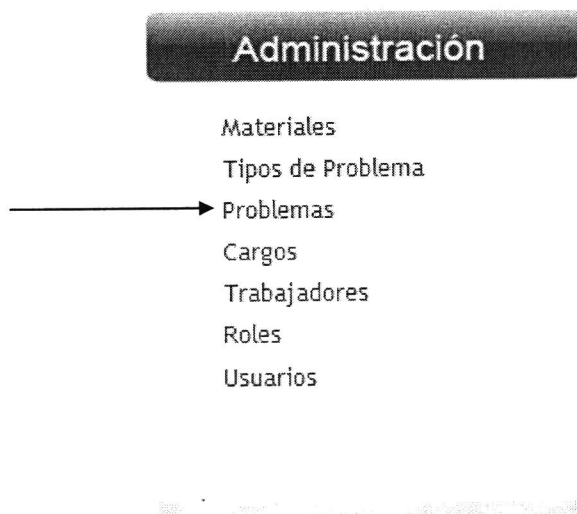 Administración
Materiales
Tipos de Problema
Problemas
Cargos
Trabajadores
Roles
Usuarios